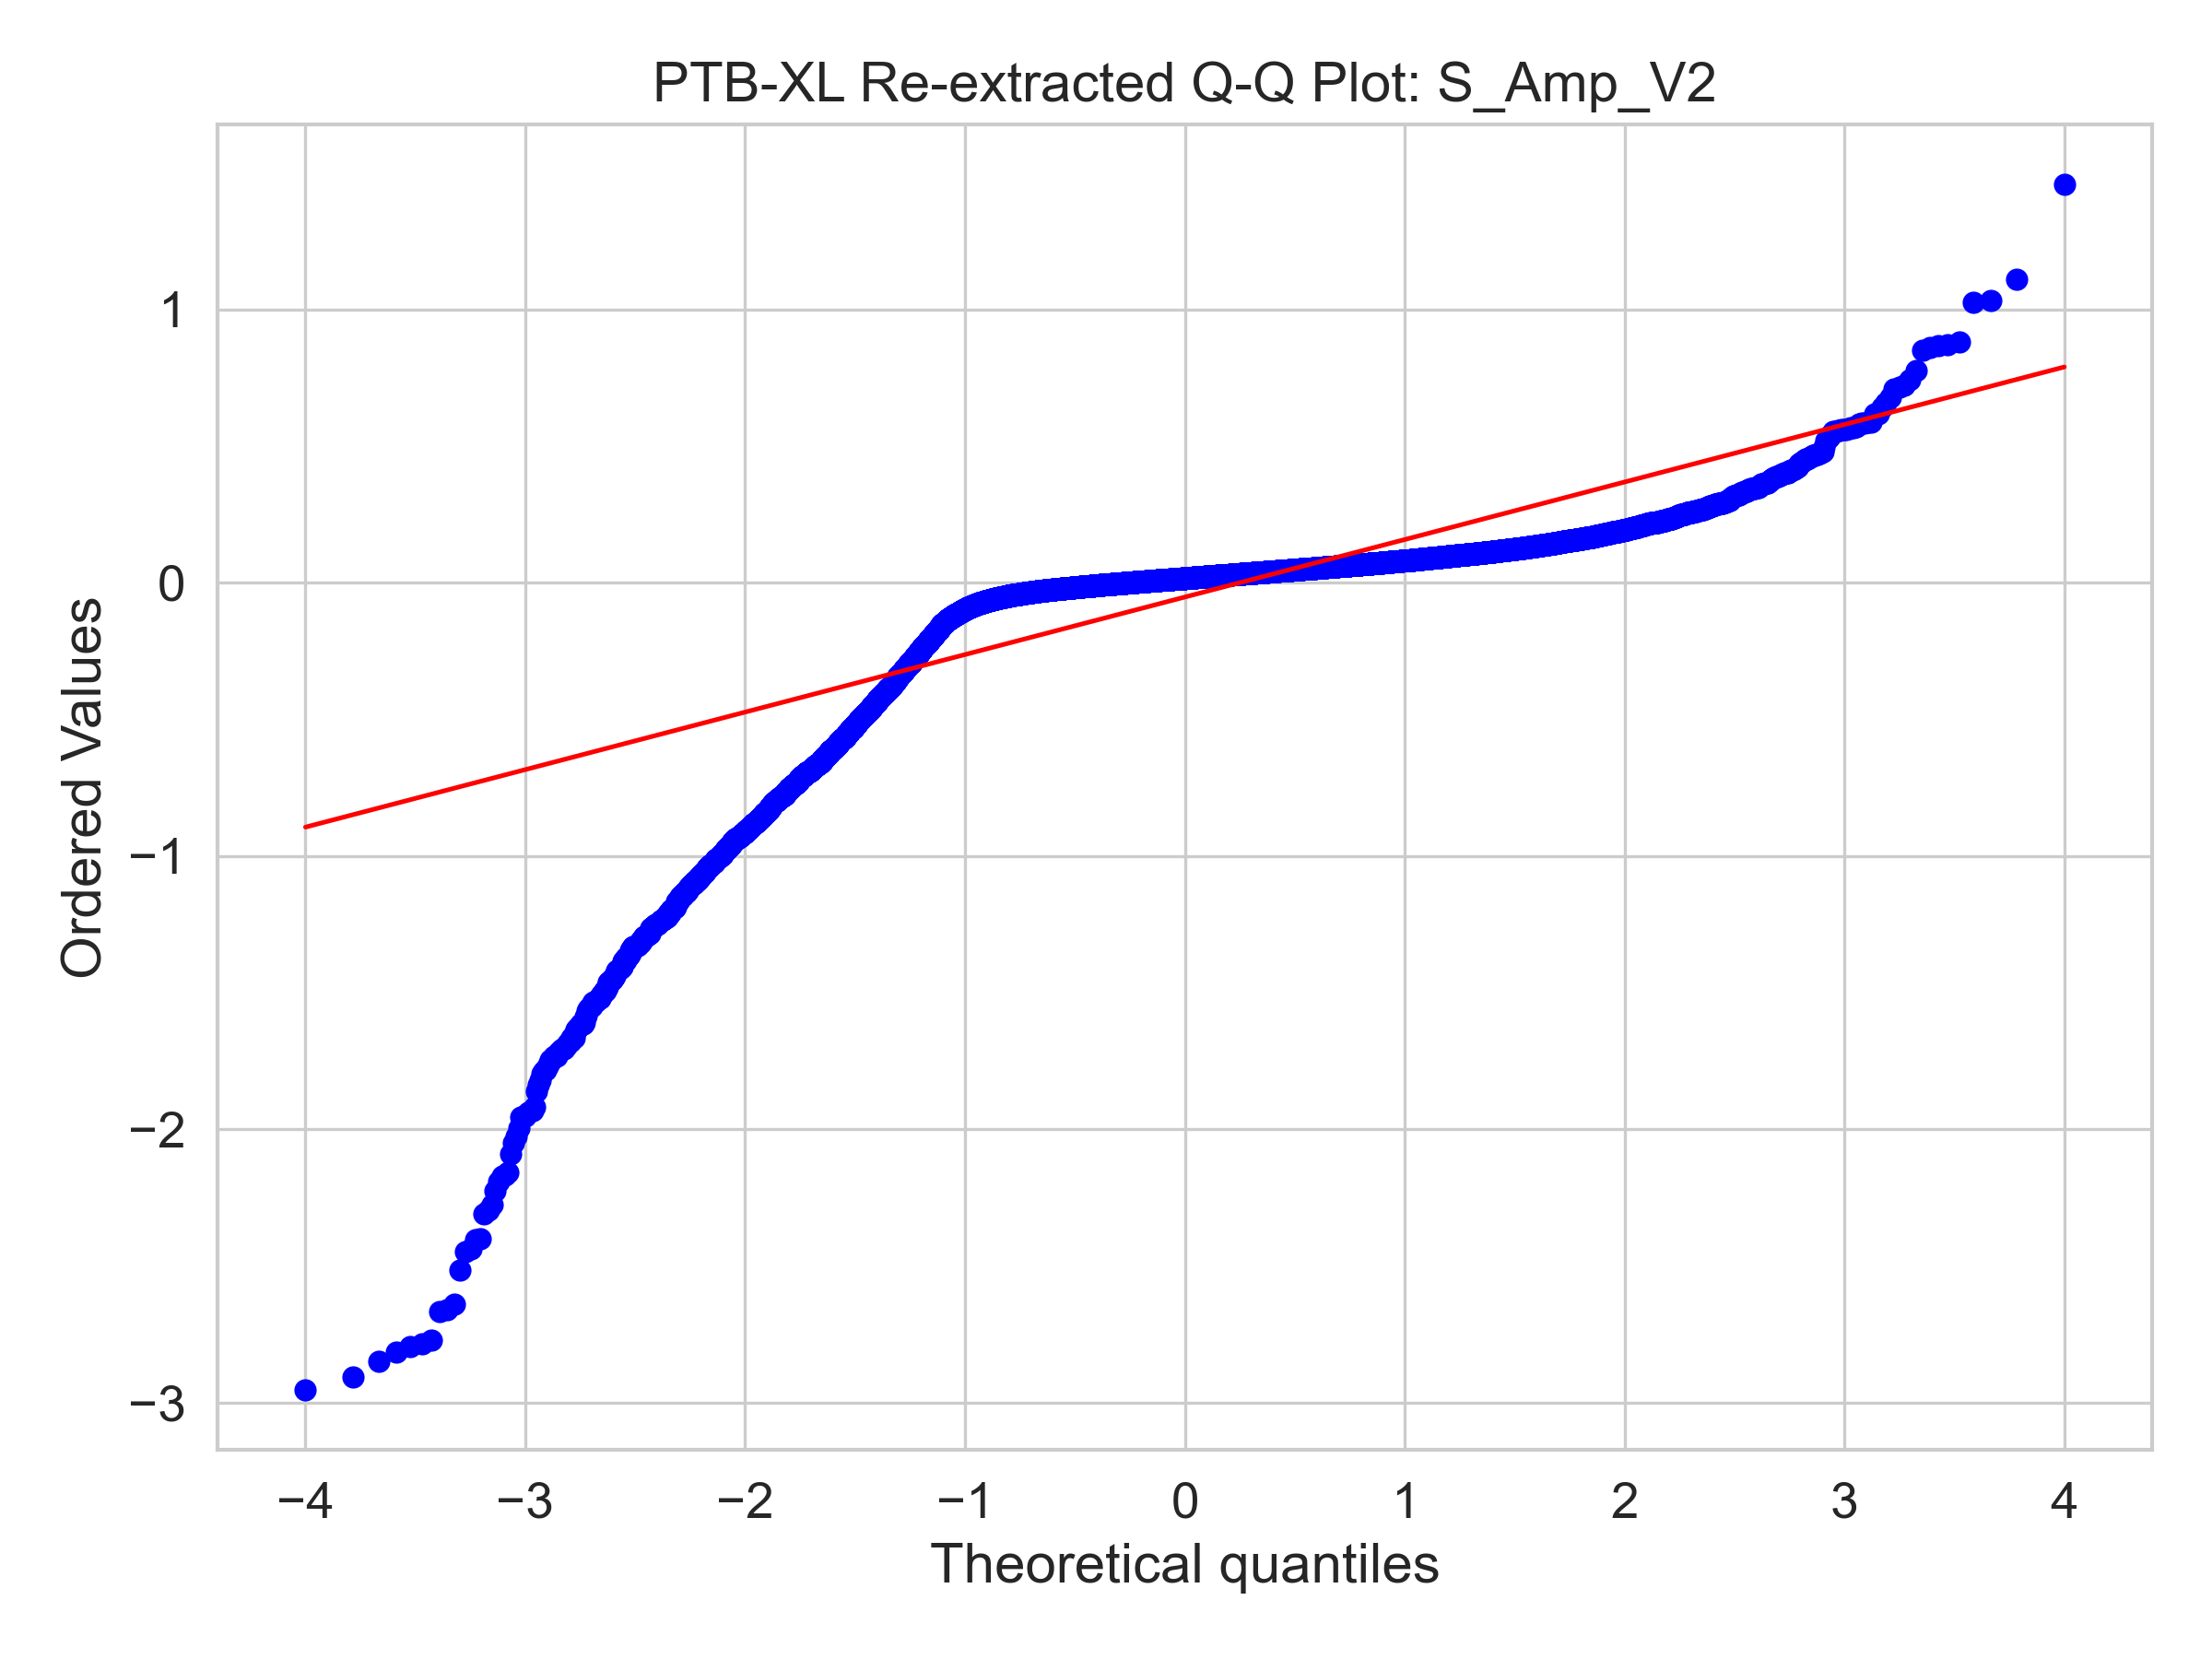 PTB-XL Re-extracted Q-Q Plot: S_Amp_V2
1
0
−1
−2
−3
Ordered Values
−4 −3 −2 −1 0 1 2 3 4
Theoretical quantiles